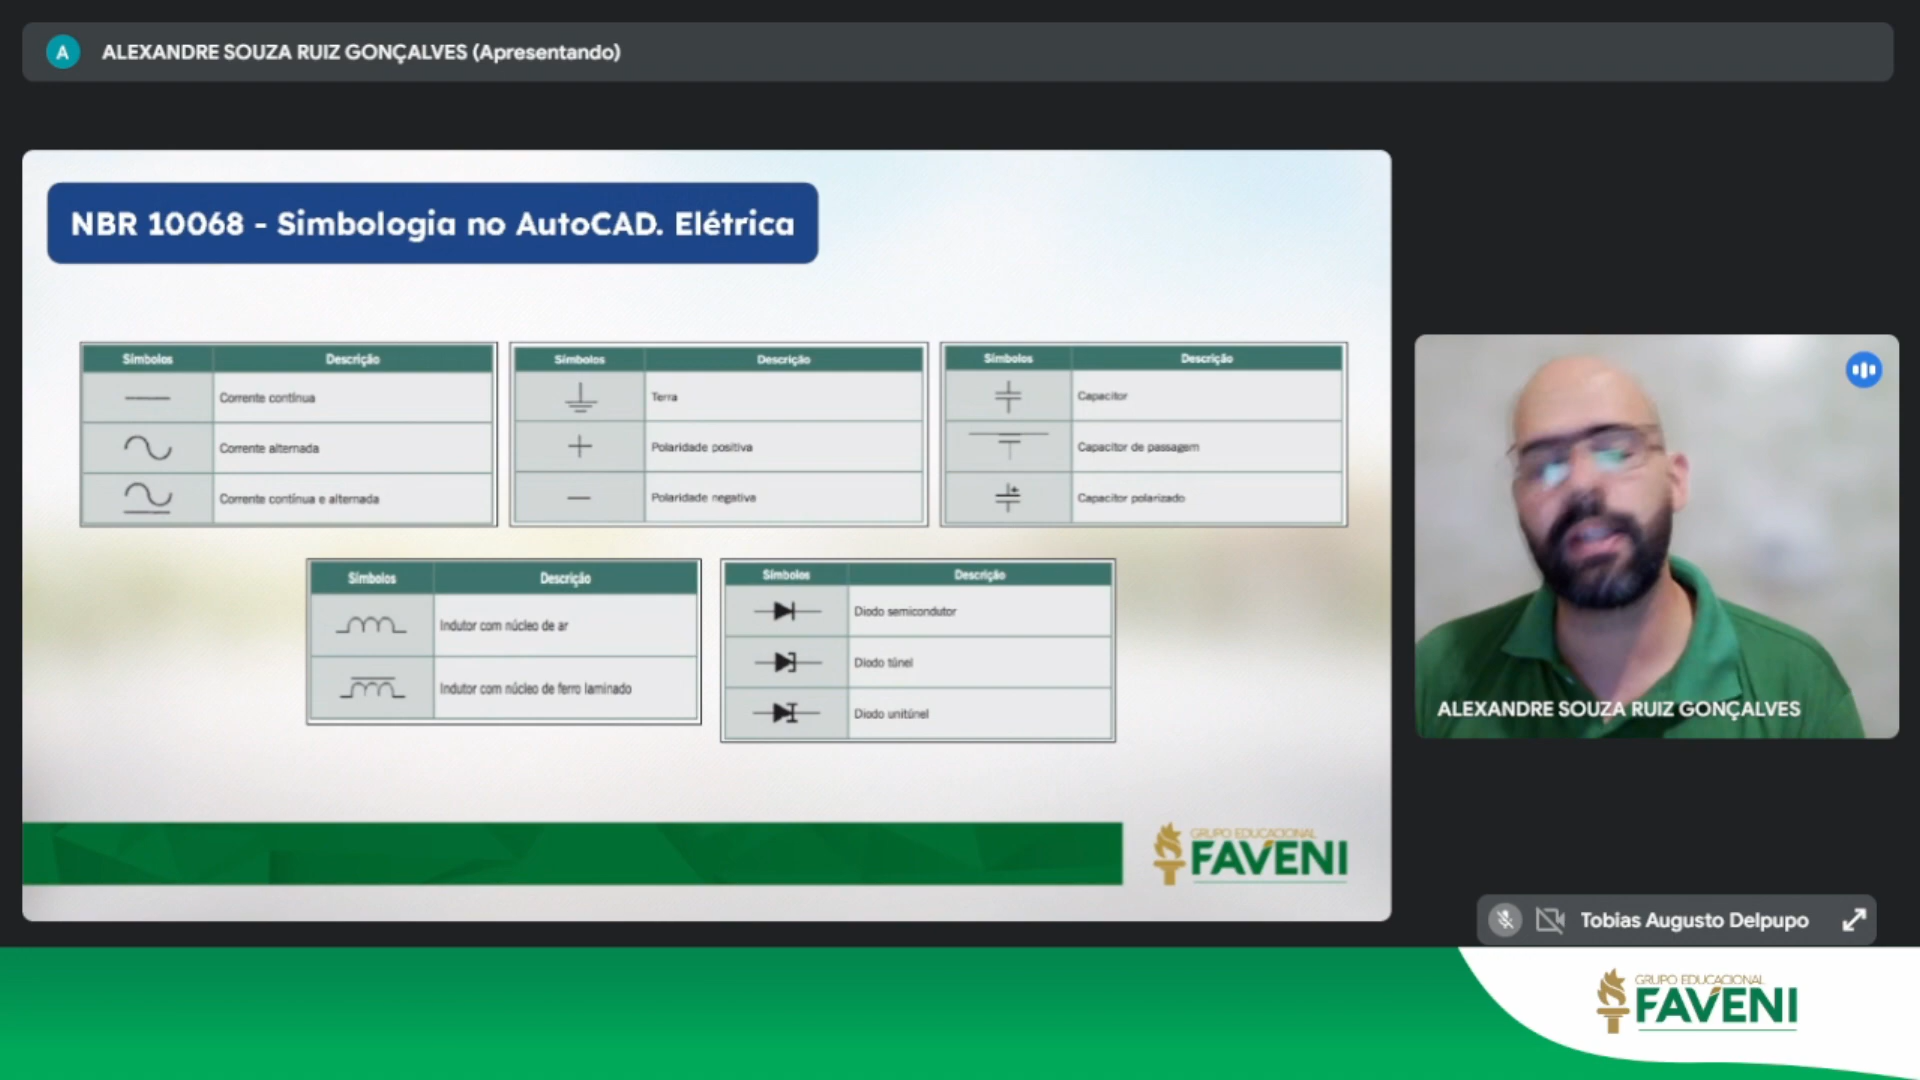 A ALEXANDRE SOUZA RUIZ GONÇALVES (Apresentando)
NBR 10068 - Simbologia no AutoCAD. Elétrica
Símbolos Descrição
Corrente contínua
Corrente alternada
Corrente contínua e alternada
Símbolos Descrição
Terra
Polaridade positiva
Polaridade negativa
Símbolos Descrição
Capacitor
Capacitor de passagem
Capacitor polarizado
Símbolos Descrição
Indutor com núcleo de ar
Indutor com núcleo de ferro laminado
Símbolos Descrição
Diodo semicondutor
Diodo túnel
Diodo unitúnel
GRUPO EDUCACIONAL
FAVENI
ALEXANDRE SOUZA RUIZ GONÇALVES
Tobias Augusto Delpupo
GRUPO EDUCACIONAL
FAVENI